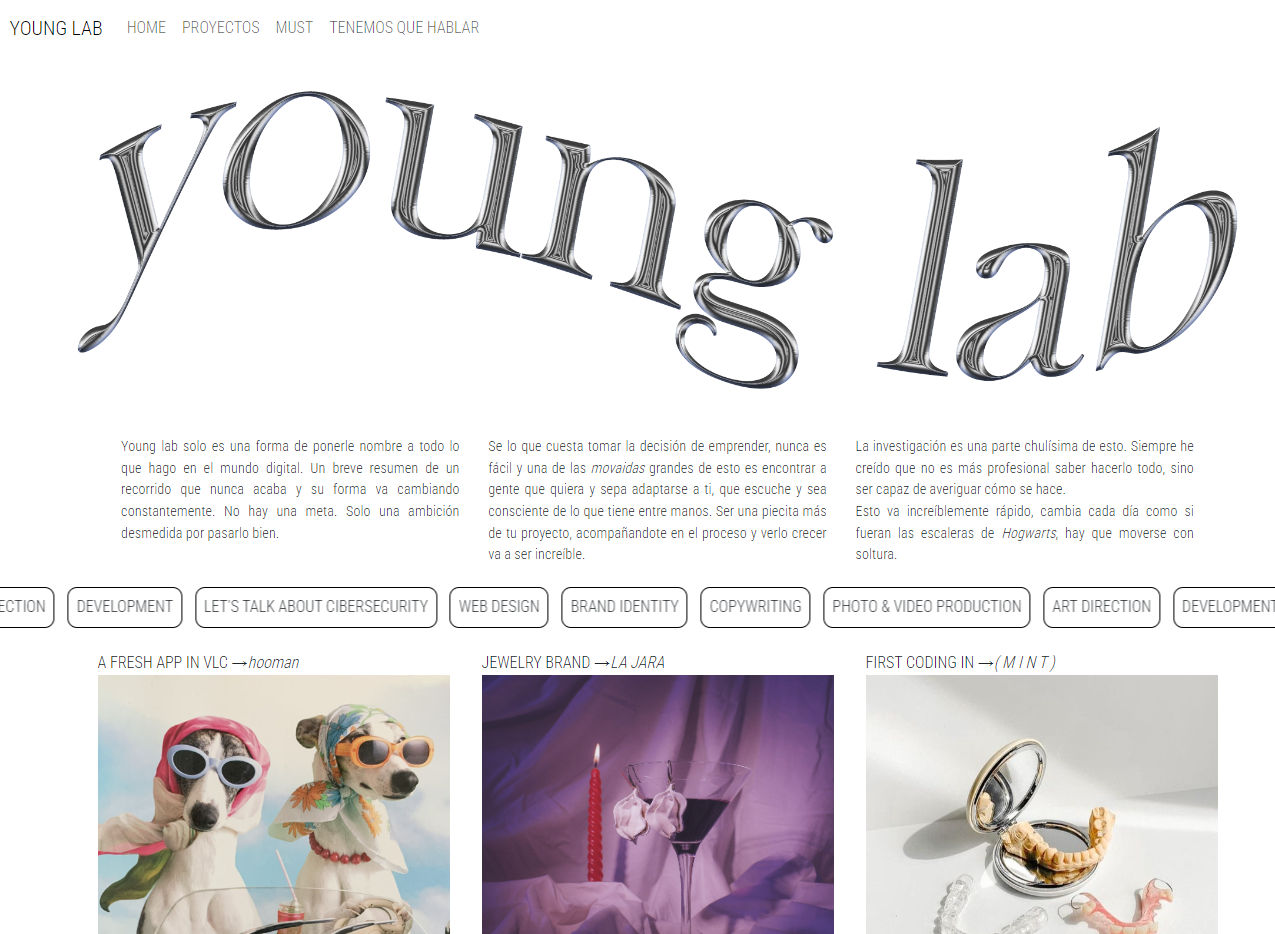 YOUNG LAB HOME PROYECTOS MUST TENEMOS QUE HABLAR
young lab
Young lab solo es una forma de ponerle nombre a todo lo
que hago en el mundo digital. Un breve resumen de un
recorrido que nunca acaba y su forma va cambiando
constantemente. No hay una meta. Solo una ambición
desmedida por pasarlo bien.
Se lo que cuesta tomar la decisión de emprender, nunca es
fácil y una de las movaidas grandes de esto es encontrar a
gente que quiera y sepa adaptarse a ti, que escuche y sea
consciente de lo que tiene entre manos. Ser una piecita más
de tu proyecto, acompañandote en el proceso y verlo crecer
va a ser increíble.
La investigación es una parte chulísima de esto. Siempre he
creído que no es más profesional saber hacerlo todo, sino
ser capaz de averiguar cómo se hace.
Esto va increíblemente rápido, cambia cada día como si
fueran las escaleras de Hogwarts, hay que moverse con
soltura.
ECTION DEVELOPMENT LET'S TALK ABOUT CIBERSECURITY WEB DESIGN BRAND IDENTITY COPYWRITING PHOTO & VIDEO PRODUCTION ART DIRECTION DEVELOPMENT
A FRESH APP IN VLC →hooman
JEWELRY BRAND →LA JARA
FIRST CODING IN →( M I N T )